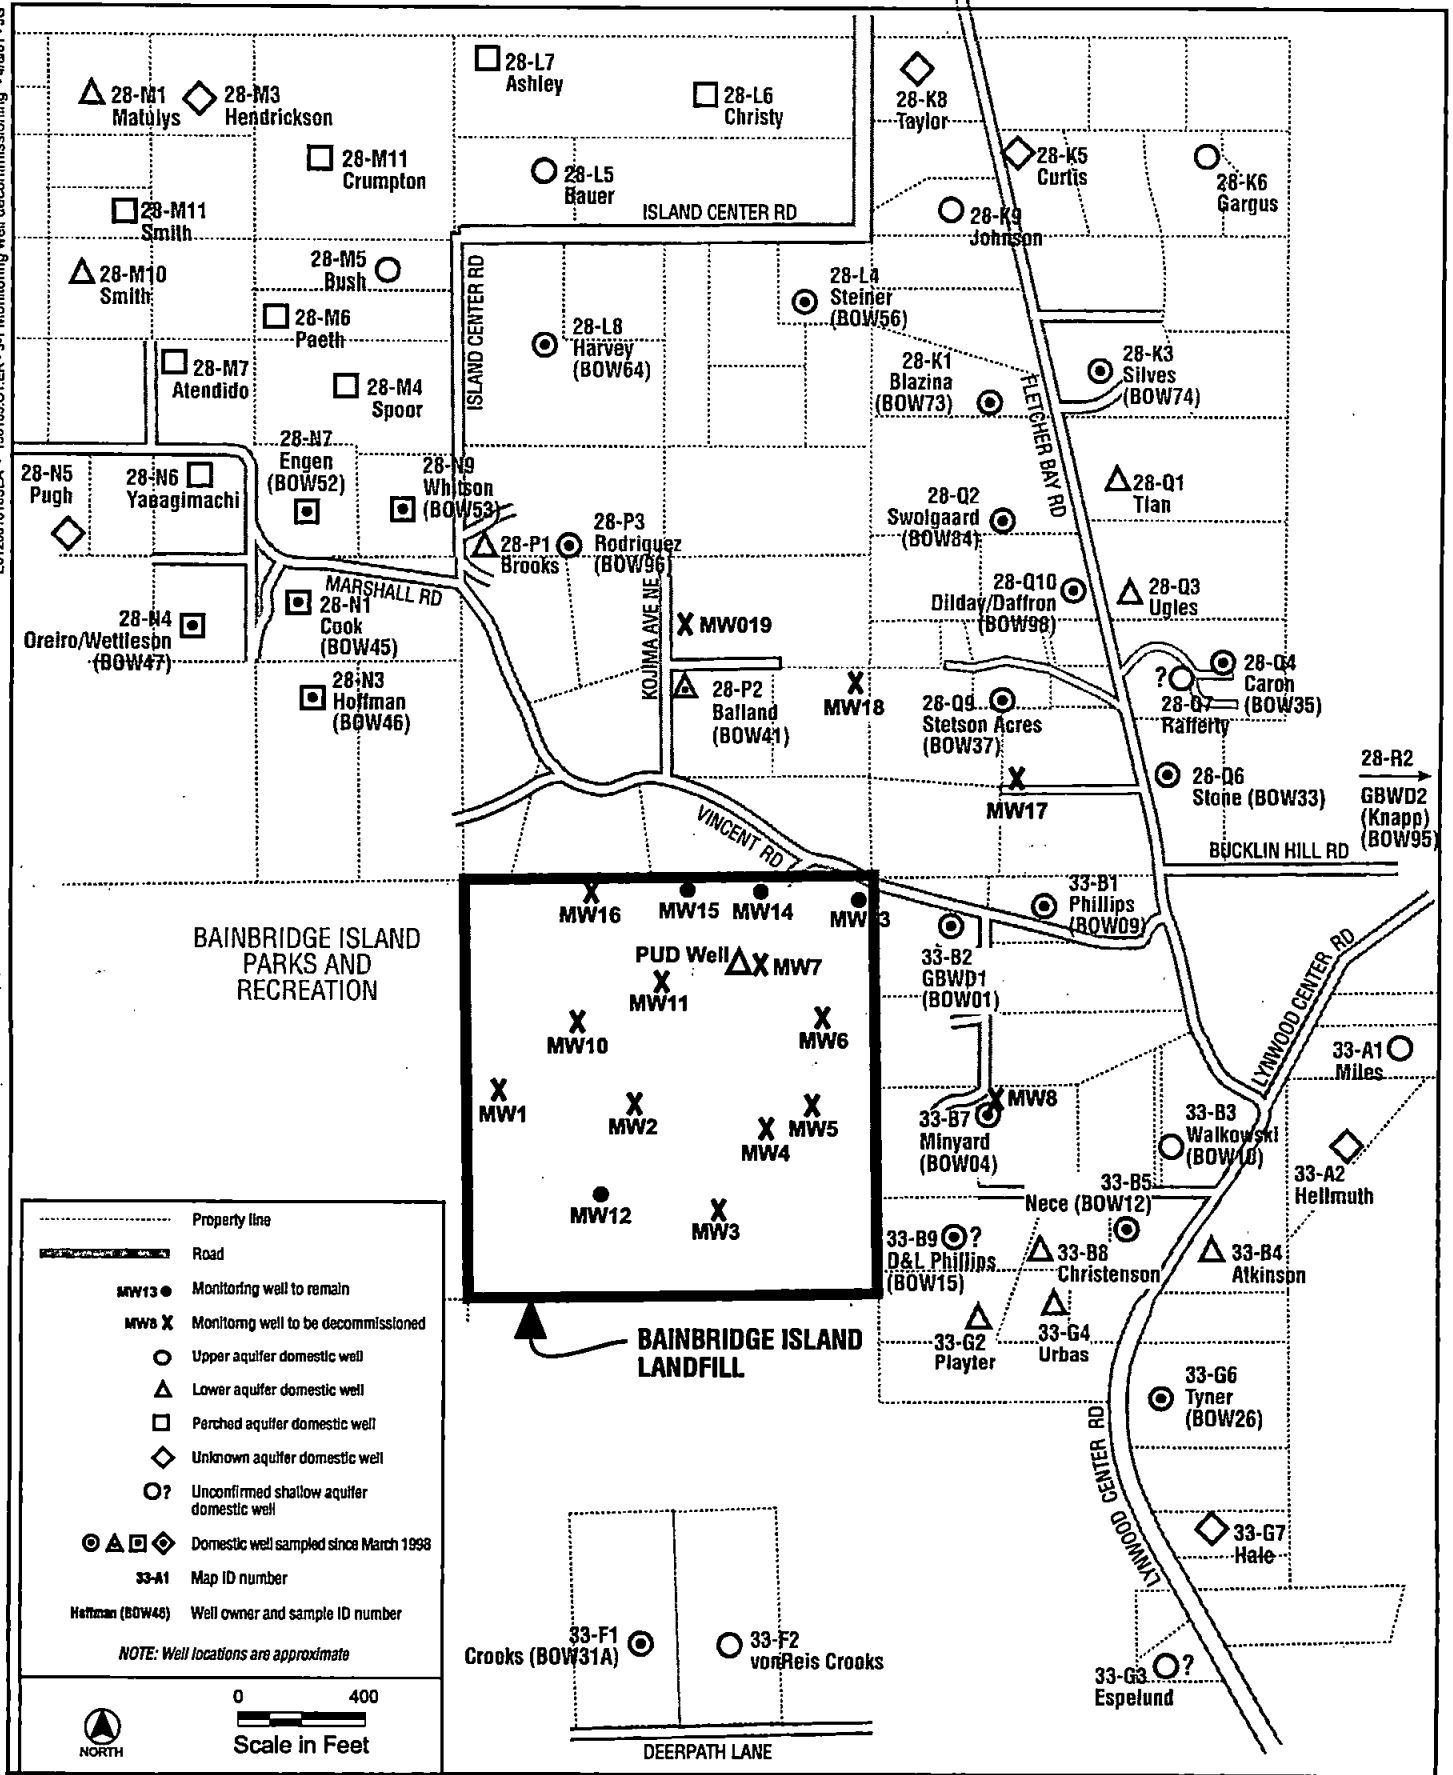 28-M1
Matulys
28-M3
Hendrickson
28-L7
Ashley
28-L6
Christy
28-K8
Taylor
28-M11
Crumpton
28-L5
Bauer
28-K5
Curtis
28-K6
Gargus
28-M11
Smith
ISLAND CENTER RD
28-K9
Johnson
28-M10
Smith
28-M5
Bush
ISLAND CENTER RD
28-L4
Steiner
(BOW56)
28-M6
Paeth
28-L8
Harvey
(BOW64)
28-M7
Atendido
28-M4
Spoor
28-K1
Blazina
(BOW73)
FLETCHER BAY RD
28-K3
Silves
(BOW74)
28-N5
Pugh
28-N6
Yanagimachi
28-N7
Engen
(BOW52)
28-N9
Whitson
(BOW53)
28-Q1
Tian
28-Q2
Swolgaard
(BOW84)
28-P1
Brooks
28-P3
Rodriquez
(BOW96)
MARSHALL RD
28-N4
Oreiro/Wettleson
(BOW47)
28-N1
Cook
(BOW45)
KOJIMA AVE NE
MW019
28-Q10
Dilday/Daffron
(BOW98)
28-Q3
Ugles
28-N3
Hoffman
(BOW46)
28-P2
Balland
(BOW41)
MW18
28-Q9
Stetson Acres
(BOW37)
?
28-Q7
Rafferty
28-Q4
Caron
(BOW35)
MW17
28-Q6
Stone (BOW33)
28-R2
GBWD2
(Knapp)
(BOW95)
VINCENT RD
BUCKLIN HILL RD
MW16
MW15
MW14
MW13
33-B1
Phillips
(BOW09)
BAINBRIDGE ISLAND
PARKS AND
RECREATION
PUD Well
MW7
MW11
33-B2
GBWD1
(BOW01)
LYNWOOD CENTER RD
MW10
MW6
33-A1
Miles
MW1
MW2
MW5
MW4
MW8
33-B7
Minyard
(BOW04)
33-B3
Walkowski
(BOW10)
33-A2
Hellmuth
MW12
MW3
33-B5
Nece (BOW12)
33-B9
?
D&L Phillips
(BOW15)
33-B8
Christenson
33-B4
Atkinson
33-G2
Playter
33-G4
Urbas
BAINBRIDGE ISLAND
LANDFILL
33-G6
Tyner
(BOW26)
LYNWOOD CENTER RD
33-G7
Hale
33-F1
Crooks (BOW31A)
33-F2
vonReis Crooks
33-G3
?
Espelund
DEERPATH LANE
Property line
Road
MW13 Monitoring well to remain
MW8 Monitorng well to be decommissioned
Upper aquifer domestic well
Lower aquifer domestic well
Perched aquifer domestic well
Unknown aquifer domestic well
? Unconfirmed shallow aquifer
domestic well
Domestic well sampled since March 1998
33-A1 Map ID number
Hoffman (BOW46) Well owner and sample ID number
NOTE: Well locations are approximate
NORTH
0 400
Scale in Feet